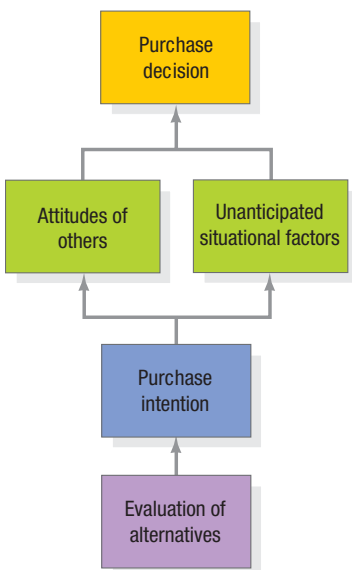 Purchase
decision
Attitudes of
others
Unanticipated
situational factors
Purchase
intention
Evaluation of
alternatives